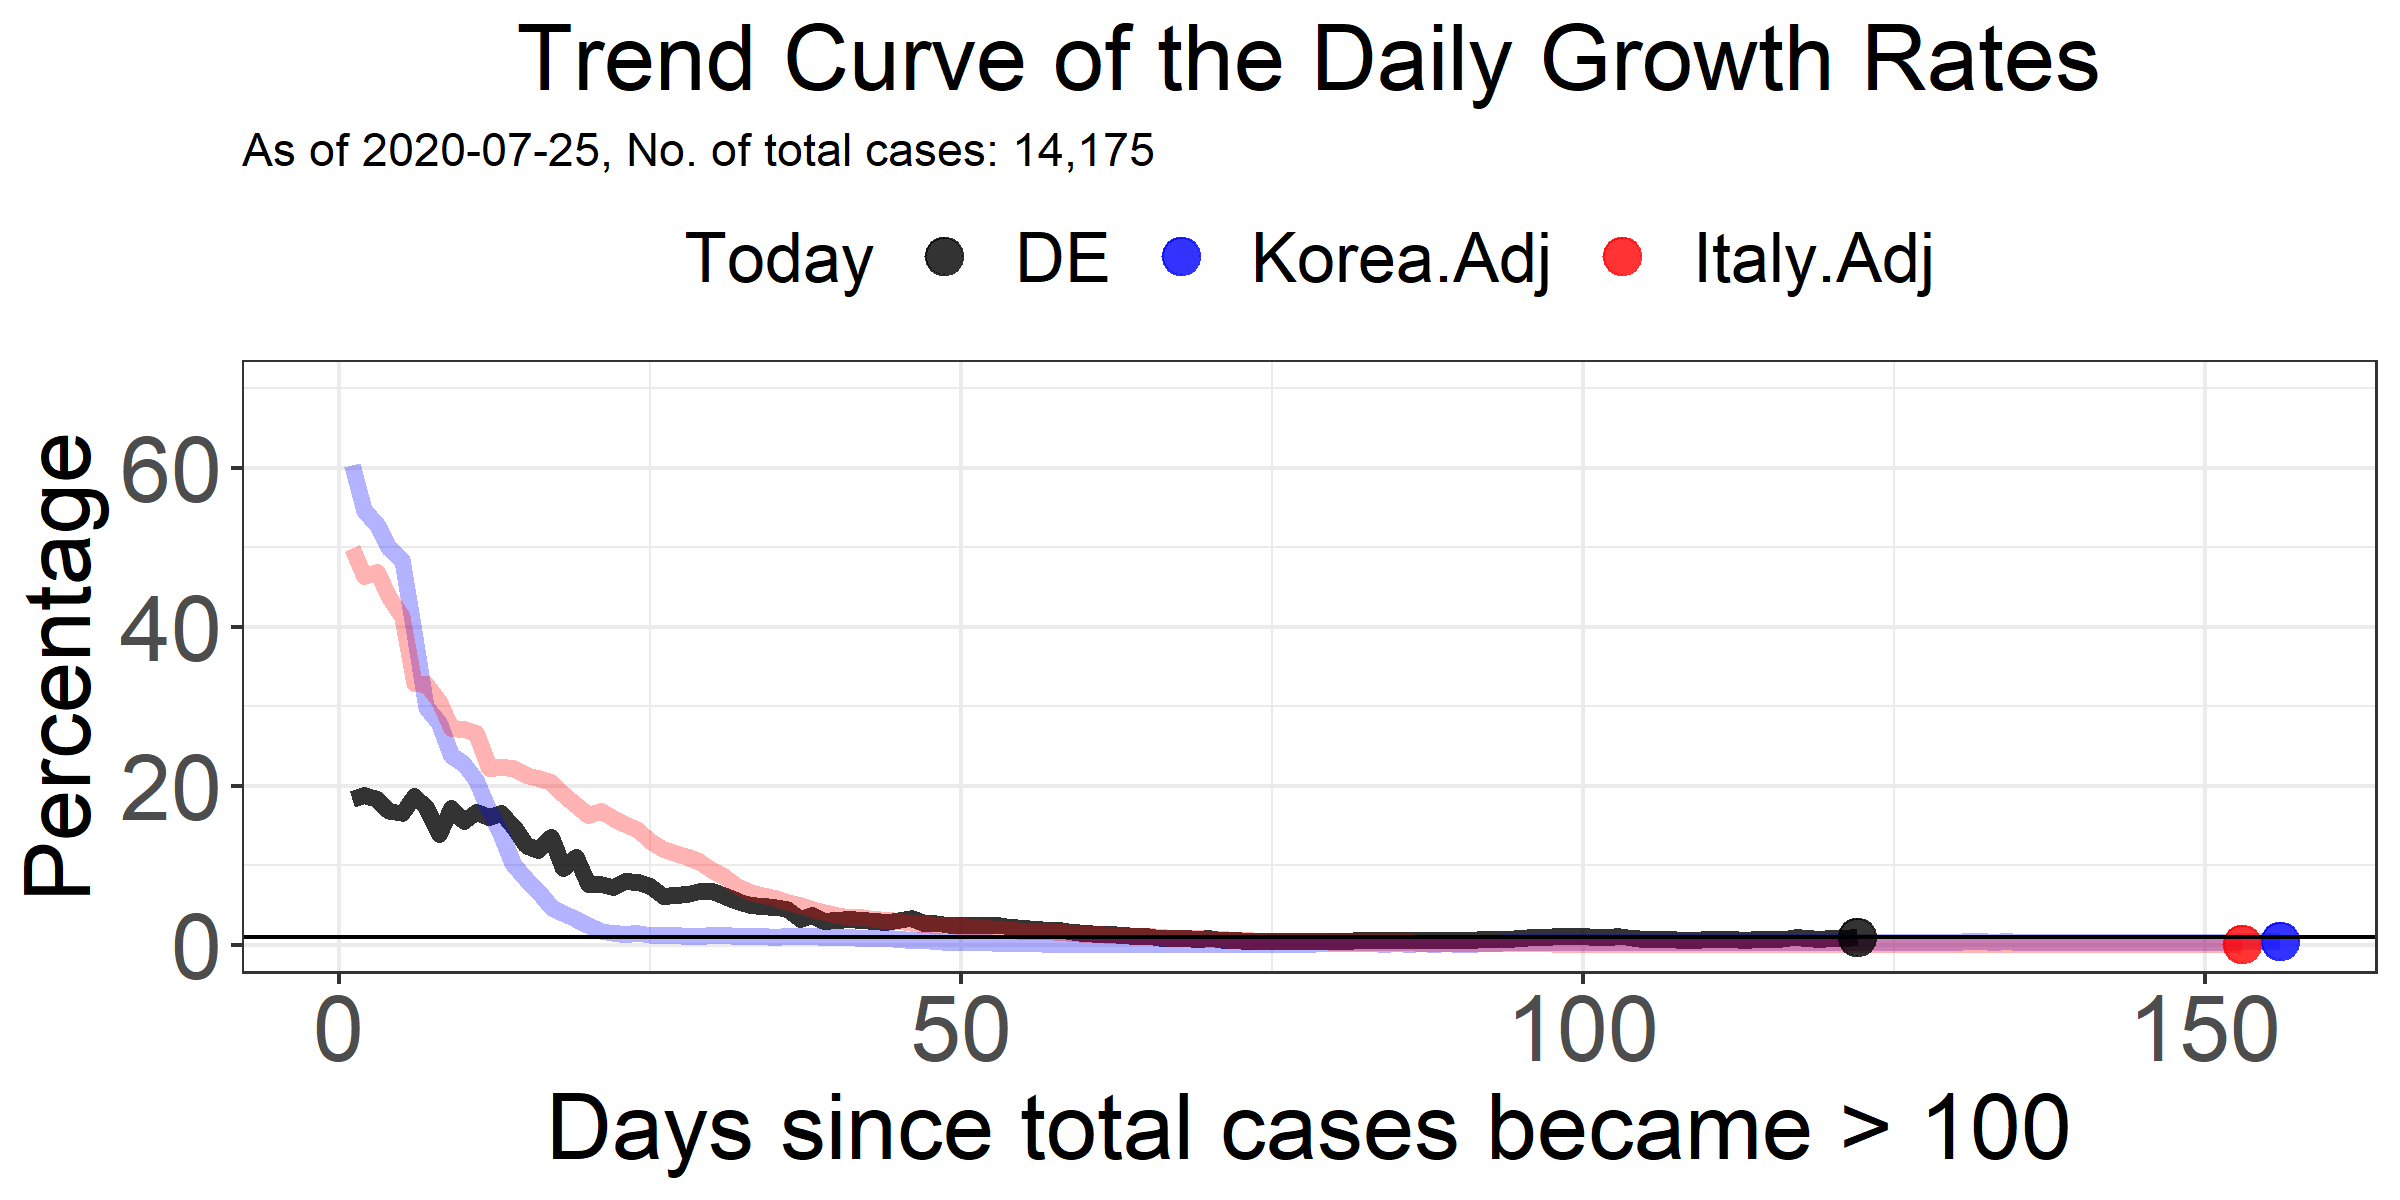 Trend Curve of the Daily Growth Rates
As of 2020-07-25, No. of total cases: 14,175
Today DE Korea.Adj Italy.Adj
Percentage
60
40
20
0
0 50 100 150
Days since total cases became > 100